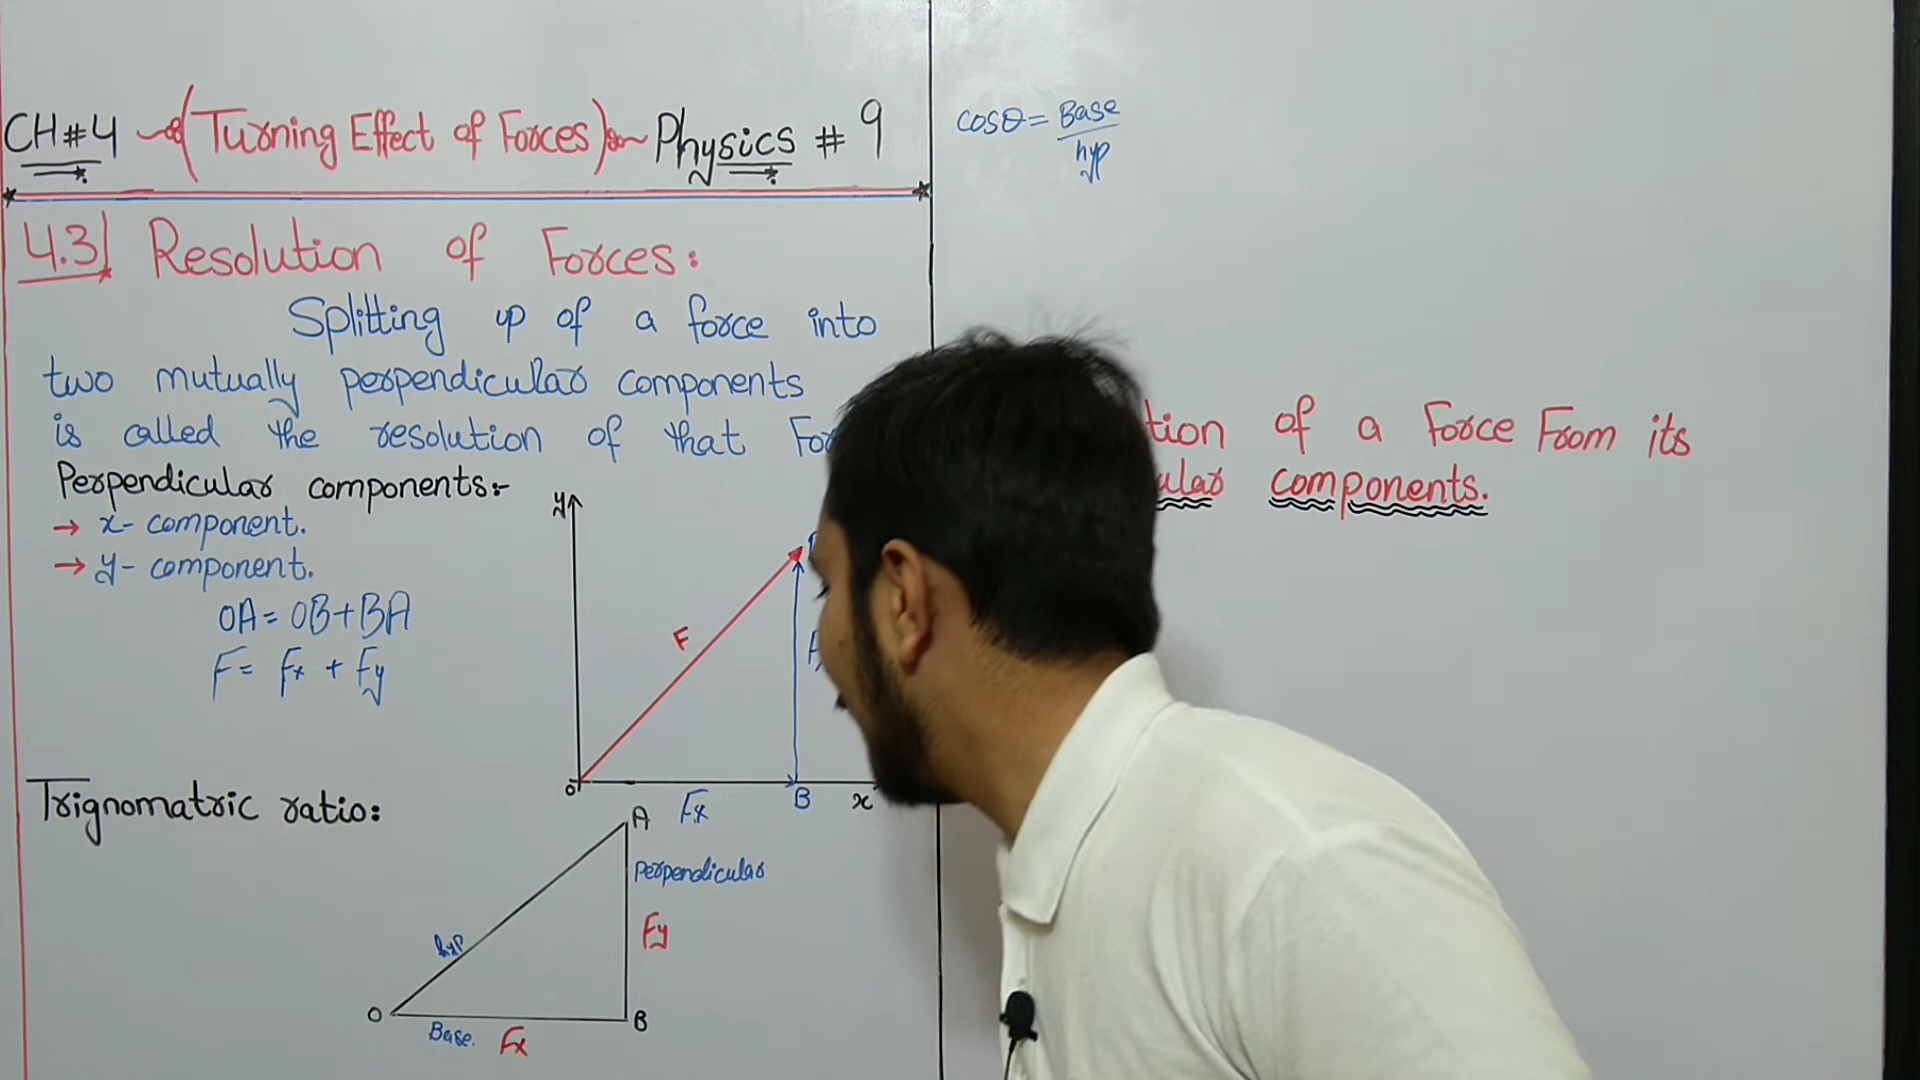 CH#4 (Turning Effect of Forces) Physics # 9
4.3 Resolution of Forces:
Splitting up of a force into
two mutually perpendicular components
is called the resolution of that
Perpendicular components:-
→ x- component.
→ y- component.
OA = OB + BA
F = Fx + Fy
y
F
O
Fx
B
x
Trignomatric ratio:
A
Perpendicular
hyp
Fy
O
Base.
Fx
B
cosθ = Base
hyp
of a Force From its
components.